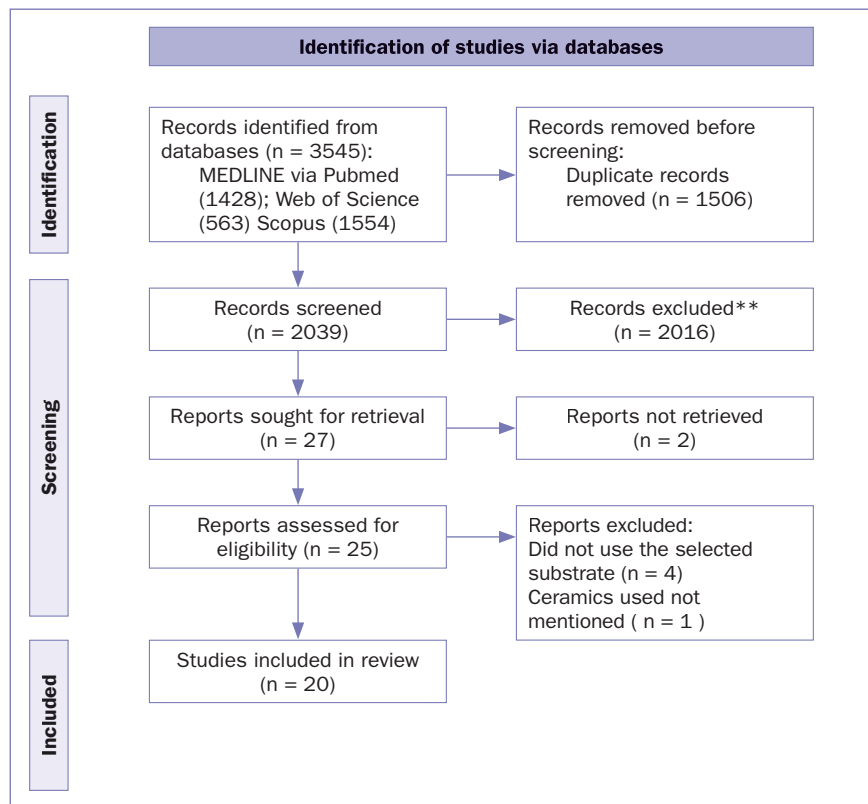 Identification of studies via databases
Identification
Records identified from
databases (n = 3545):
MEDLINE via Pubmed
(1428); Web of Science
(563) Scopus (1554)
Records removed before
screening:
Duplicate records
removed (n = 1506)
Screening
Records screened
(n = 2039)
Records excluded**
(n = 2016)
Reports sought for retrieval
(n = 27)
Reports not retrieved
(n = 2)
Reports assessed for
eligibility (n = 25)
Reports excluded:
Did not use the selected
substrate (n = 4)
Ceramics used not
mentioned ( n = 1 )
Included
Studies included in review
(n = 20)